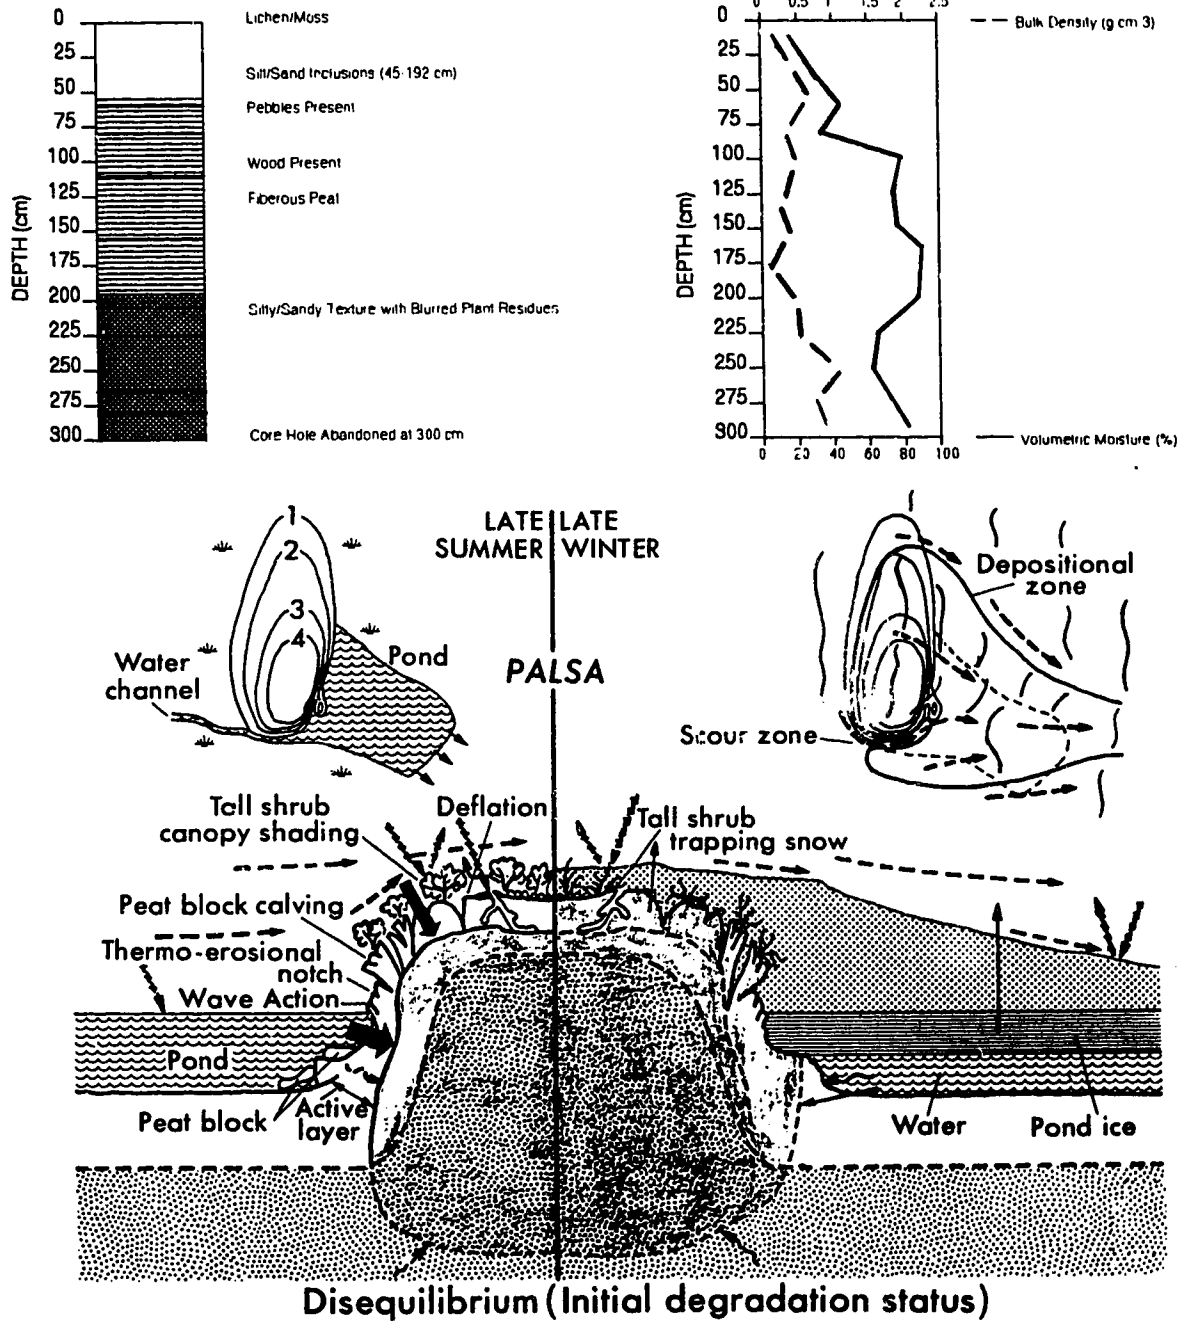 0
25
50
75
100
125
150
175
200
225
250
275
300
DEPTH (cm)
Lichen/Moss
Silt/Sand Inclusions (45-192 cm)
Pebbles Present
Wood Present
Fiberous Peat
Silty/Sandy Texture with Blurred Plant Residues
Core Hole Abandoned at 300 cm
0 0.5 1 1.5 2 2.5
Bulk Density (g cm 3)
0
25
50
75
100
125
150
175
200
225
250
275
300
DEPTH (cm)
0 20 40 60 80 100
Volumetric Moisture (%)
LATE SUMMER
LATE WINTER
PALSA
1
2
3
4
Water
channel
Pond
Depositional
zone
Scour zone
Tall shrub
canopy shading
Deflation
Tall shrub
trapping snow
Peat block calving
Thermo-erosional
notch
Wave Action
Pond
Peat block
Active
layer
Water
Pond ice
Disequilibrium (Initial degradation status)